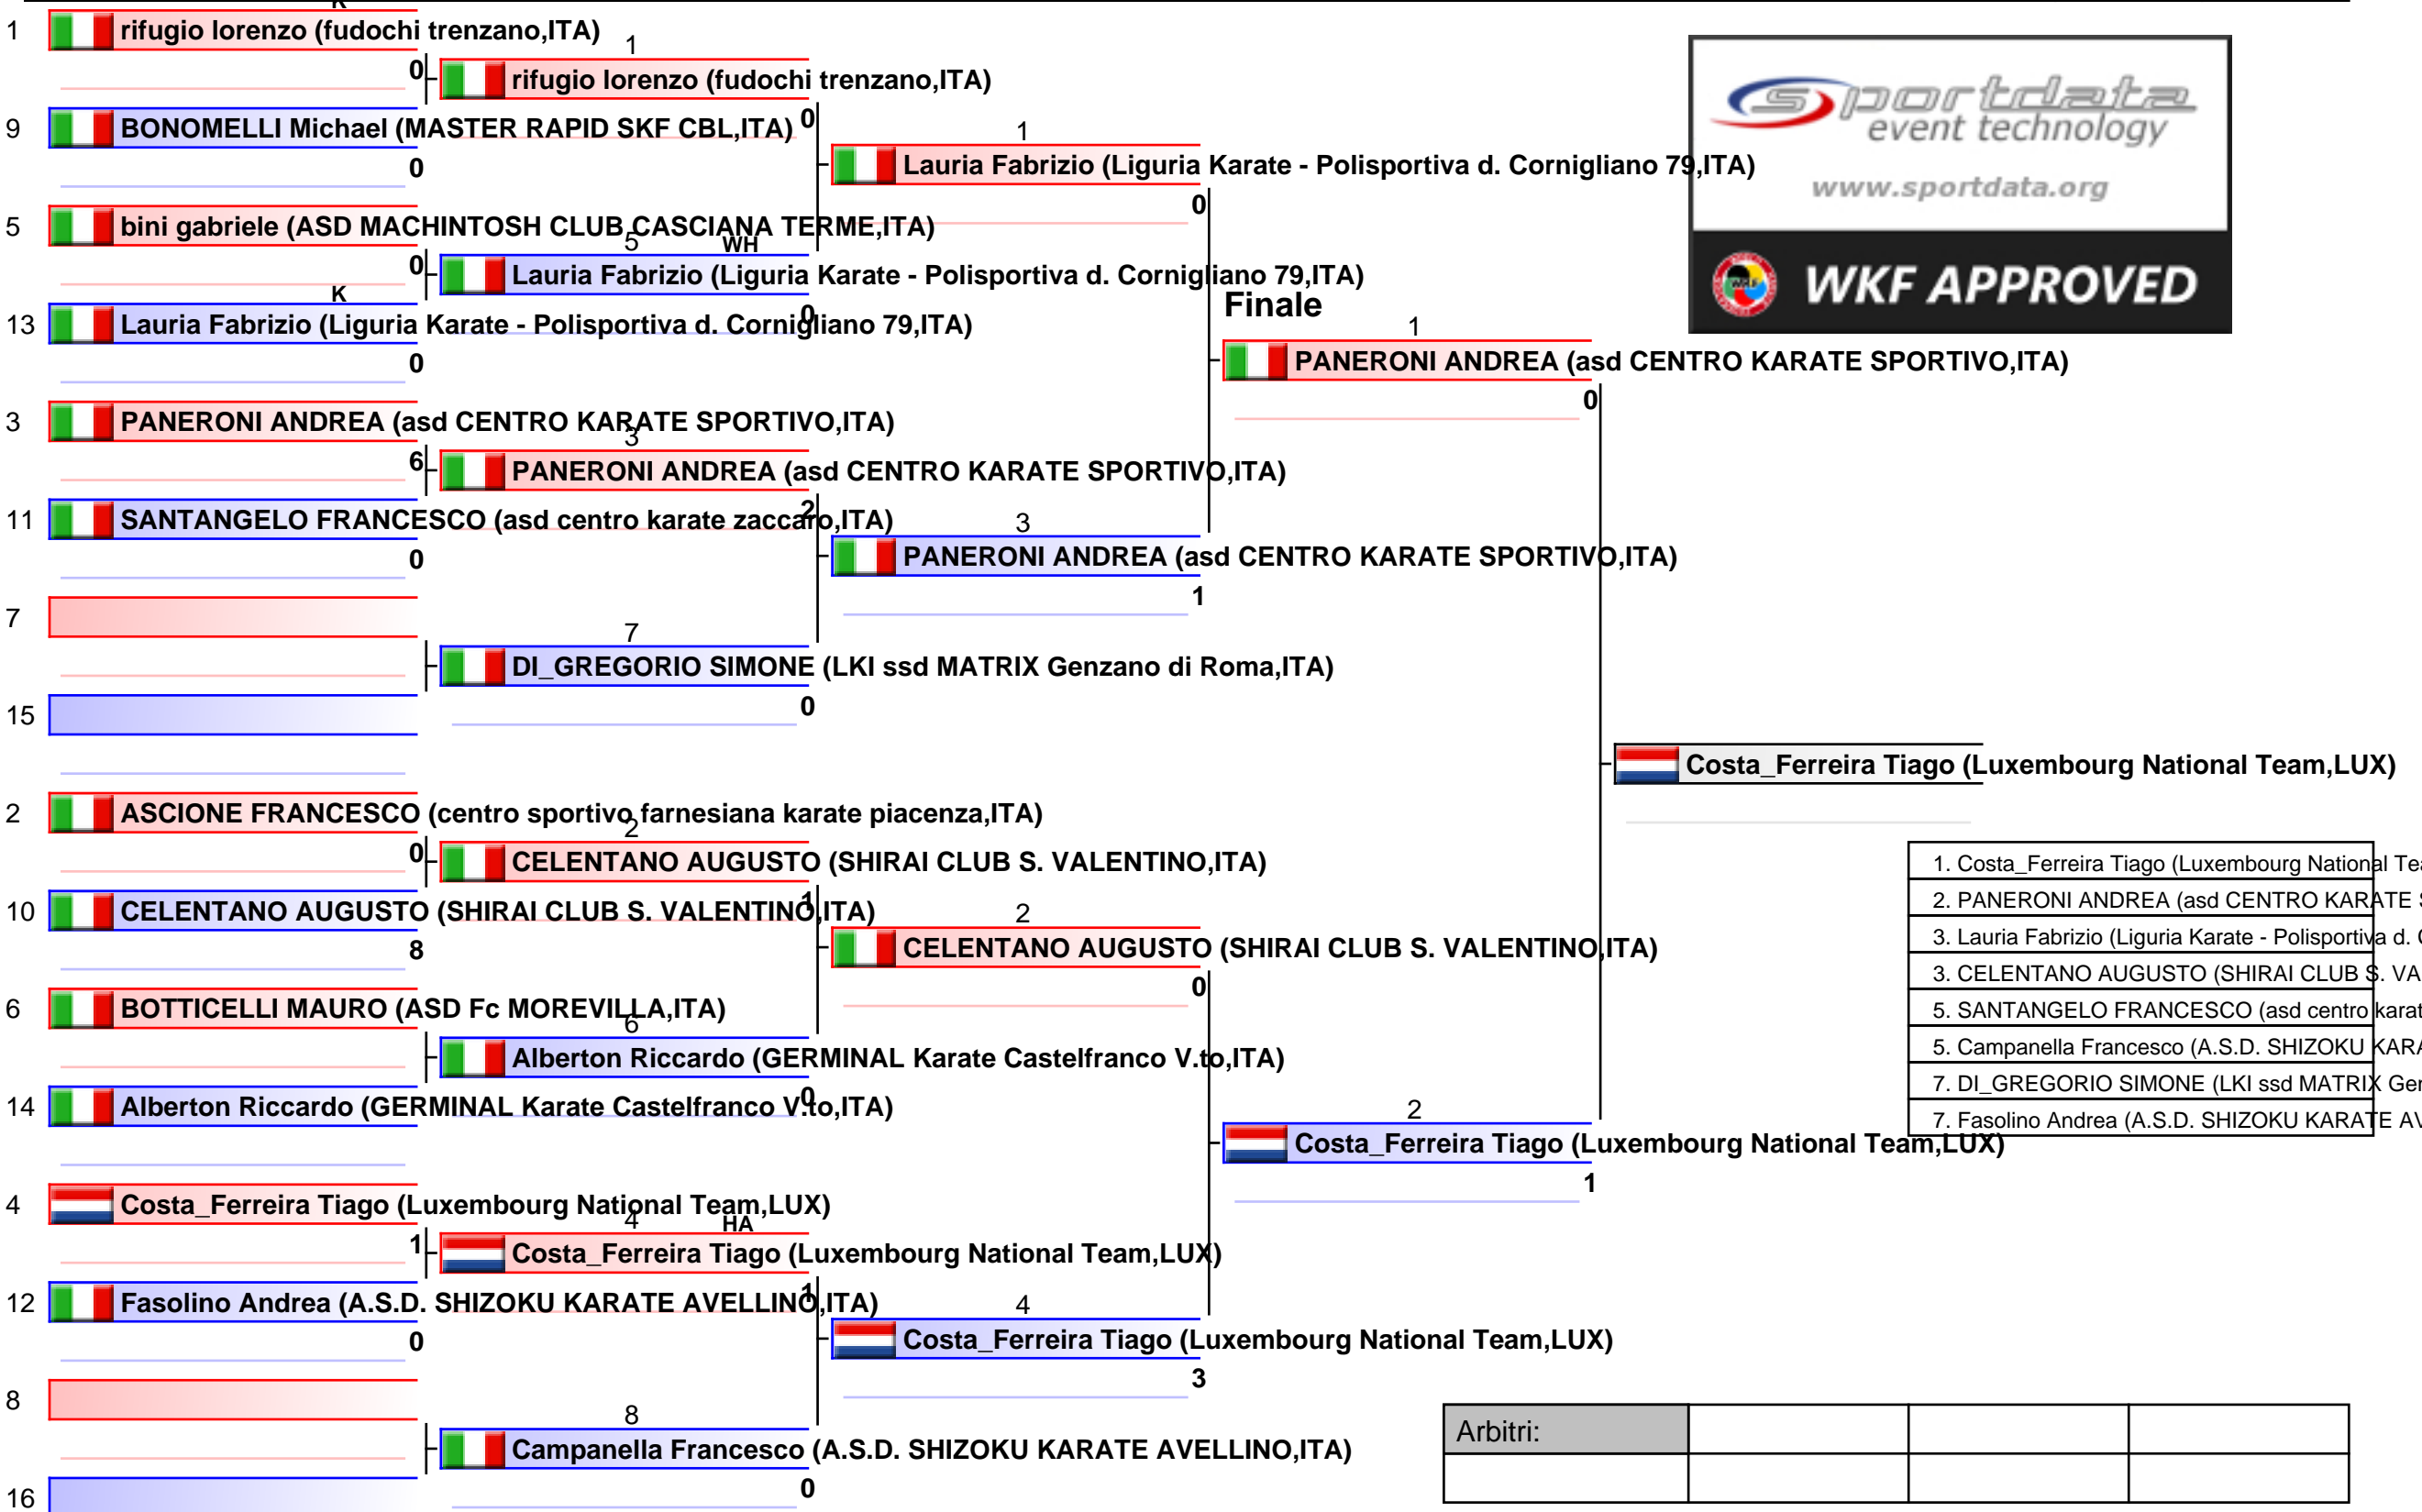 K
1 rifugio lorenzo (fudochi trenzano,ITA)
1
0 rifugio lorenzo (fudochi trenzano,ITA)
9 BONOMELLI Michael (MASTER RAPID SKF CBL,ITA) 0
0
1
Lauria Fabrizio (Liguria Karate - Polisportiva d. Cornigliano 79,ITA)
0
5 bini gabriele (ASD MACHINTOSH CLUB CASCIANA TERME,ITA)
5 WH
0 Lauria Fabrizio (Liguria Karate - Polisportiva d. Cornigliano 79,ITA)
0
K
13 Lauria Fabrizio (Liguria Karate - Polisportiva d. Cornigliano 79,ITA)
0
sportdata
event technology
www.sportdata.org
WKF APPROVED
Finale
1
PANERONI ANDREA (asd CENTRO KARATE SPORTIVO,ITA)
0
3 PANERONI ANDREA (asd CENTRO KARATE SPORTIVO,ITA)
3
6 PANERONI ANDREA (asd CENTRO KARATE SPORTIVO,ITA)
2
11 SANTANGELO FRANCESCO (asd centro karate zaccaro,ITA)
0
3
PANERONI ANDREA (asd CENTRO KARATE SPORTIVO,ITA)
1
7
7
DI_GREGORIO SIMONE (LKI ssd MATRIX Genzano di Roma,ITA)
0
15
Costa_Ferreira Tiago (Luxembourg National Team,LUX)
2 ASCIONE FRANCESCO (centro sportivo farnesiana karate piacenza,ITA)
2
0 CELENTANO AUGUSTO (SHIRAI CLUB S. VALENTINO,ITA)
1
10 CELENTANO AUGUSTO (SHIRAI CLUB S. VALENTINO,ITA)
8
2
CELENTANO AUGUSTO (SHIRAI CLUB S. VALENTINO,ITA)
0
6 BOTTICELLI MAURO (ASD Fc MOREVILLA,ITA)
6
Alberton Riccardo (GERMINAL Karate Castelfranco V.to,ITA)
0
14 Alberton Riccardo (GERMINAL Karate Castelfranco V.to,ITA)
2
Costa_Ferreira Tiago (Luxembourg National Team,LUX)
1
4 Costa_Ferreira Tiago (Luxembourg National Team,LUX)
4 HA
1 Costa_Ferreira Tiago (Luxembourg National Team,LUX)
1
12 Fasolino Andrea (A.S.D. SHIZOKU KARATE AVELLINO,ITA)
0
4
Costa_Ferreira Tiago (Luxembourg National Team,LUX)
3
8
8
Campanella Francesco (A.S.D. SHIZOKU KARATE AVELLINO,ITA)
0
16
1. Costa_Ferreira Tiago (Luxembourg National Tea
2. PANERONI ANDREA (asd CENTRO KARATE S
3. Lauria Fabrizio (Liguria Karate - Polisportiva d. C
3. CELENTANO AUGUSTO (SHIRAI CLUB S. VA
5. SANTANGELO FRANCESCO (asd centro karat
5. Campanella Francesco (A.S.D. SHIZOKU KARA
7. DI_GREGORIO SIMONE (LKI ssd MATRIX Gen
7. Fasolino Andrea (A.S.D. SHIZOKU KARATE AV
Arbitri: